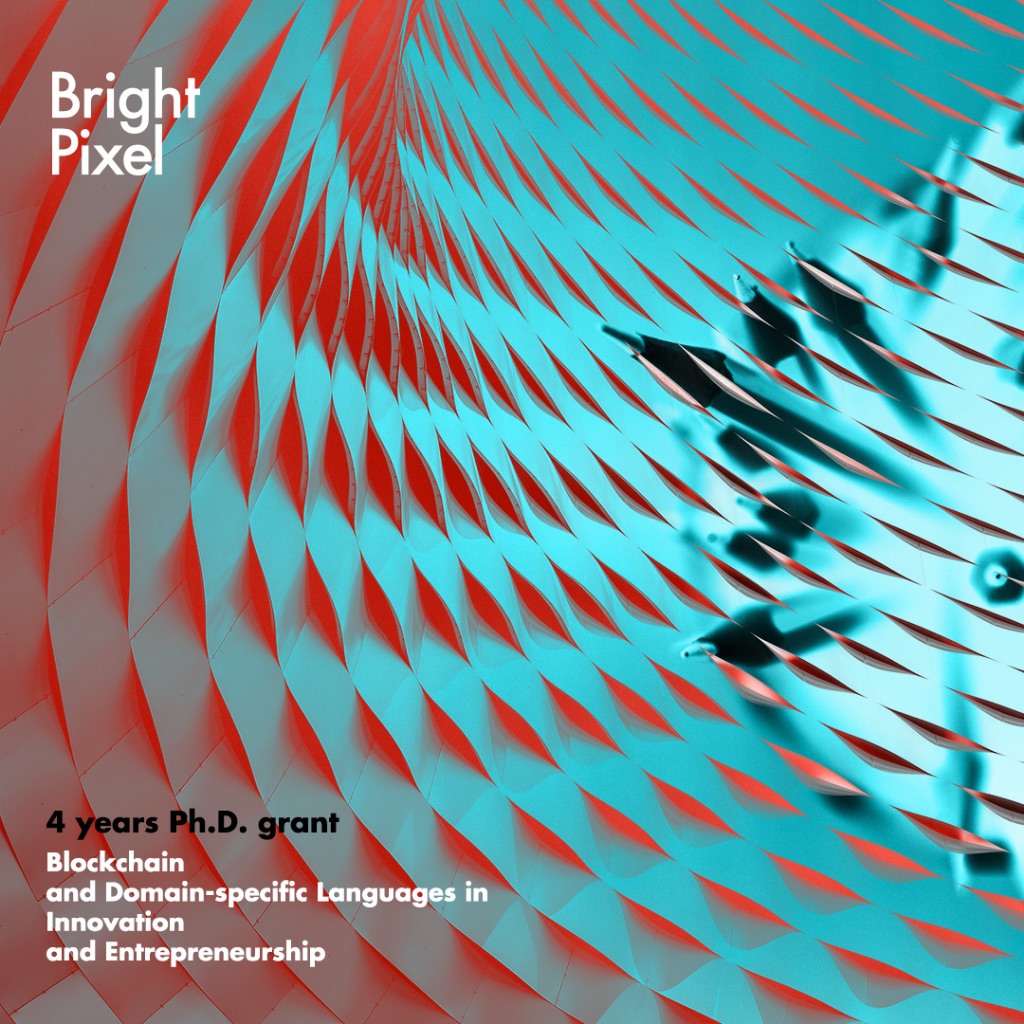 Bright
Pixel
4 years Ph.D. grant
Blockchain
and Domain-specific Languages in
Innovation
and Entrepreneurship